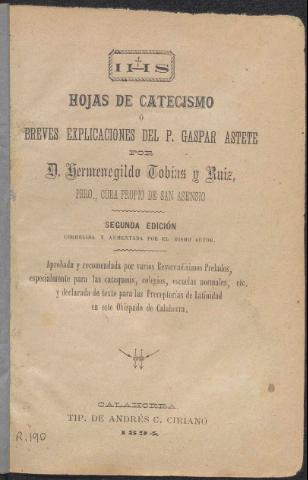 IHS
HOJAS DE CATECISMO
Ó
BREVES EXPLICACIONES DEL P. GASPAR ASTETE
POR
D. Hermenegildo Tobías y Ruiz,
PBRO., CURA PROPIO DE SAN ASENSIO
SEGUNDA EDICIÓN
CORREGIDA Y AUMENTADA POR EL MISMO AUTOR.
Aprobada y recomendada por varios Reverendísimos Prelados,
especialmente para las catequesis, colegios, escuelas normales, etc.
y declarada de texto para las Preceptorías de latinidad
en este Obispado de Calahorra.
CALAHORRA
TIP. DE ANDRÉS C. CIRIANO
R.190